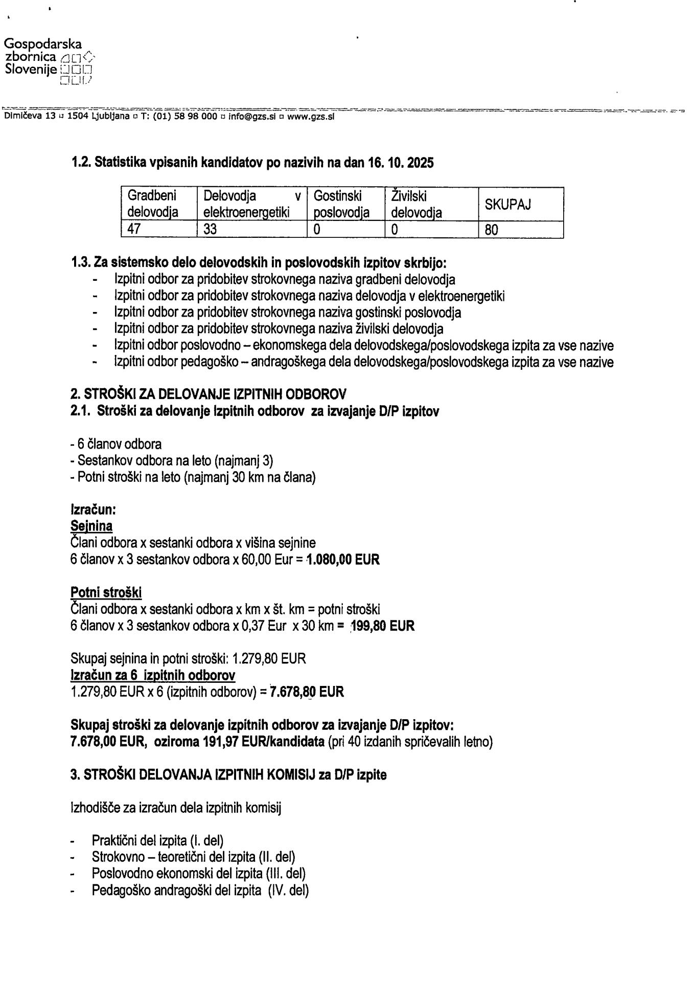 Gospodarska
zbornica
Slovenije
Dimičeva 13 ¤ 1504 Ljubljana ¤ T: (01) 58 98 000 ¤ info@gzs.si ¤ www.gzs.si
1.2. Statistika vpisanih kandidatov po nazivih na dan 16. 10. 2025
Gradbeni delovodja | Delovodja v elektroenergetiki | Gostinski poslovodja | Živilski delovodja | SKUPAJ
47 | 33 | 0 | 0 | 80
1.3. Za sistemsko delo delovodskih in poslovodskih izpitov skrbijo:
- Izpitni odbor za pridobitev strokovnega naziva gradbeni delovodja
- Izpitni odbor za pridobitev strokovnega naziva delovodja v elektroenergetiki
- Izpitni odbor za pridobitev strokovnega naziva gostinski poslovodja
- Izpitni odbor za pridobitev strokovnega naziva živilski delovodja
- Izpitni odbor poslovodno – ekonomskega dela delovodskega/poslovodskega izpita za vse nazive
- Izpitni odbor pedagoško – andragoškega dela delovodskega/poslovodskega izpita za vse nazive
2. STROŠKI ZA DELOVANJE IZPITNIH ODBOROV
2.1. Stroški za delovanje Izpitnih odborov za izvajanje D/P izpitov
- 6 članov odbora
- Sestankov odbora na leto (najmanj 3)
- Potni stroški na leto (najmanj 30 km na člana)
Izračun:
Sejnina
Člani odbora x sestanki odbora x višina sejnine
6 članov x 3 sestankov odbora x 60,00 Eur = 1.080,00 EUR
Potni stroški
Člani odbora x sestanki odbora x km x št. km = potni stroški
6 članov x 3 sestankov odbora x 0,37 Eur x 30 km = 199,80 EUR
Skupaj sejnina in potni stroški: 1.279,80 EUR
Izračun za 6 izpitnih odborov
1.279,80 EUR x 6 (izpitnih odborov) = 7.678,80 EUR
Skupaj stroški za delovanje izpitnih odborov za izvajanje D/P izpitov:
7.678,00 EUR, oziroma 191,97 EUR/kandidata (pri 40 izdanih spričevalih letno)
3. STROŠKI DELOVANJA IZPITNIH KOMISIJ za D/P izpite
Izhodišče za izračun dela izpitnih komisij
- Praktični del izpita (I. del)
- Strokovno – teoretični del izpita (II. del)
- Poslovodno ekonomski del izpita (III. del)
- Pedagoško andragoški del izpita (IV. del)